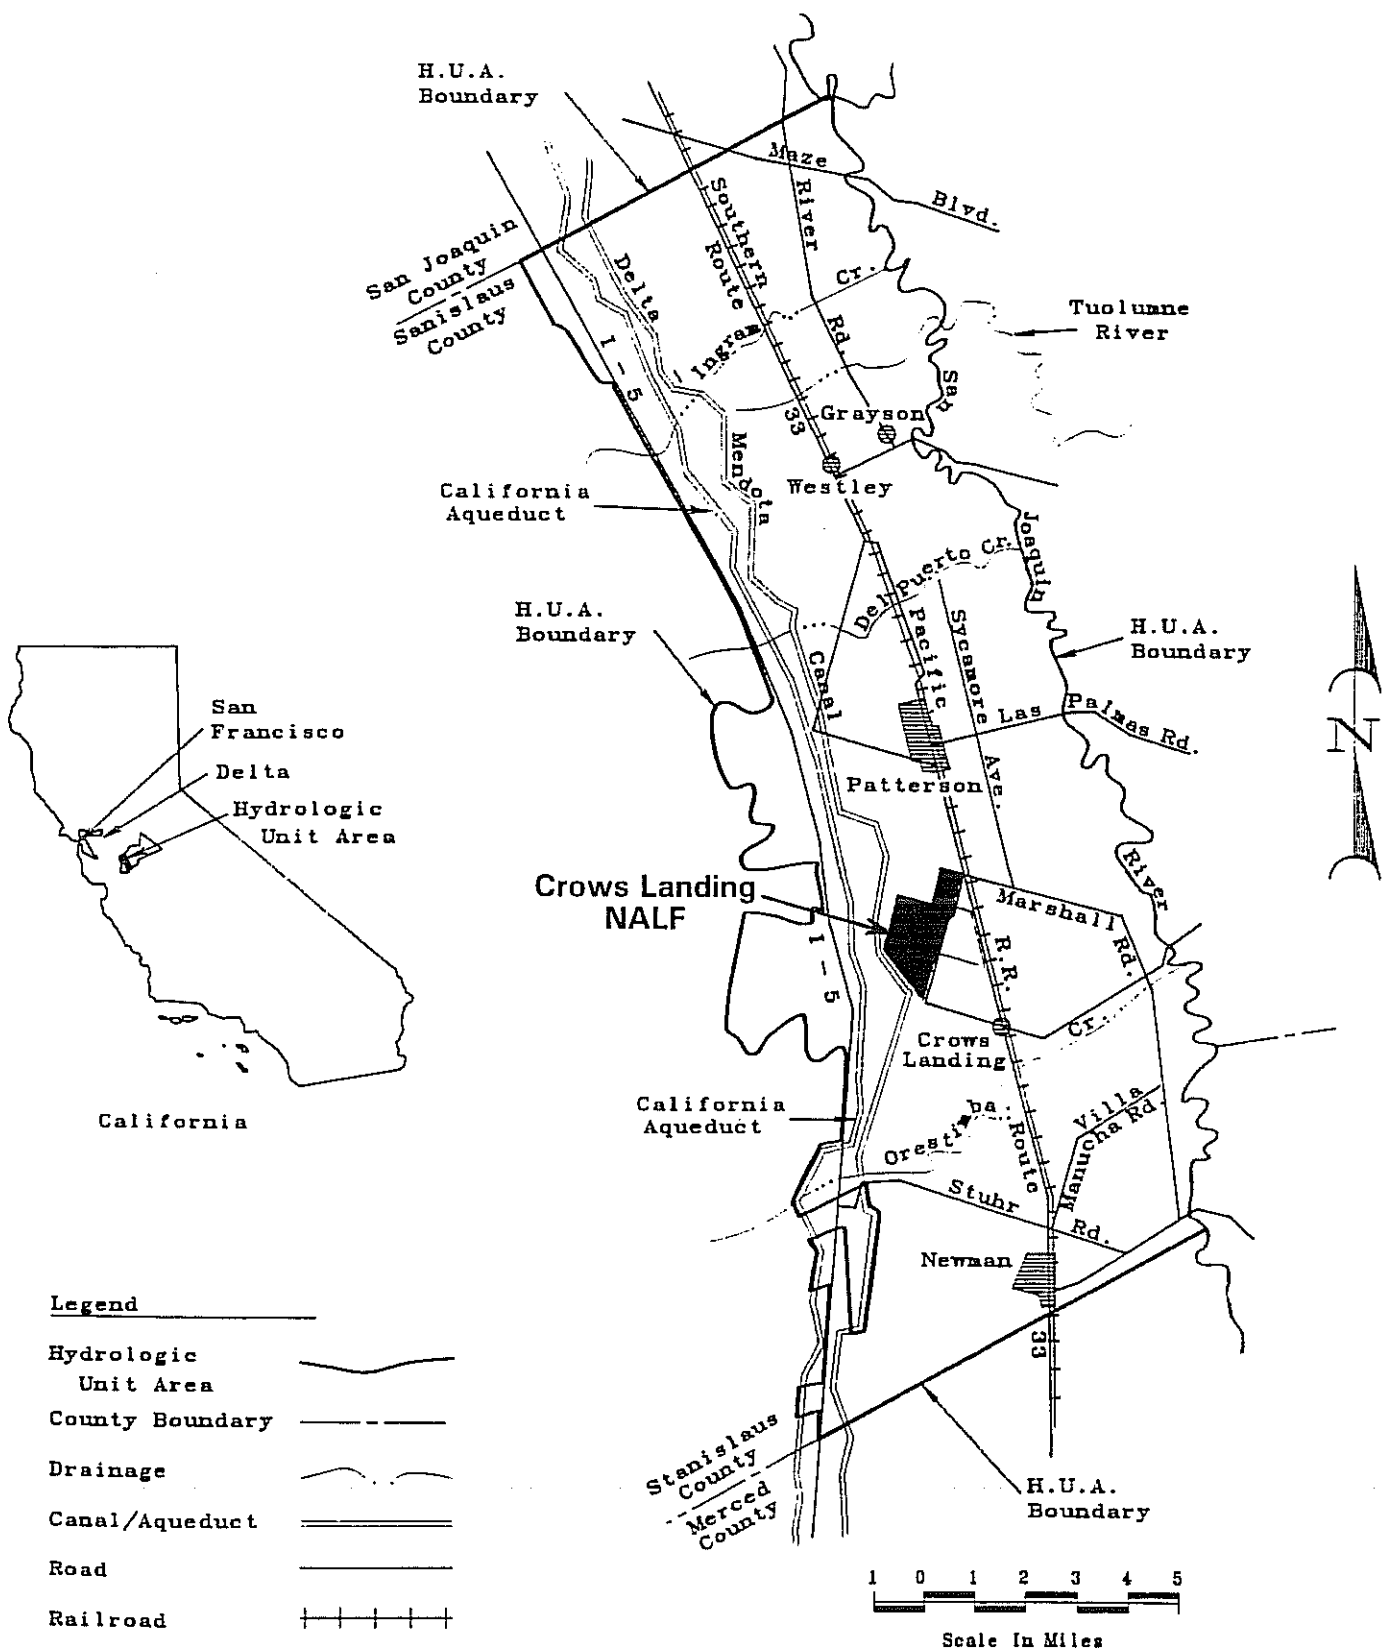 H.U.A.
Boundary
Maze
Blvd.
River
Rd.
Southern
Route
33
San Joaquin
County
Sanislaus
County
I-5
Delta
Mendota
Canal
Ingram
Cr.
Tuolumne
River
Grayson
Westley
San
Joaquin
River
California
Aqueduct
Del Puerto Cr.
H.U.A.
Boundary
H.U.A.
Boundary
Pacific
Sycamore
Ave.
Las
Palmas Rd.
Patterson
N
San
Francisco
Delta
Hydrologic
Unit Area
California
Crows Landing
NALF
Marshall
Rd.
R.R.
I-5
Crows
Landing
Cr.
California
Aqueduct
Orestimba
Route
33
Villa
Manucha Rd.
Stuhr
Rd.
Newman
Stanislaus
County
Merced
County
H.U.A.
Boundary
Legend
Hydrologic
Unit Area
County Boundary
Drainage
Canal/Aqueduct
Road
Railroad
1 0 1 2 3 4 5
Scale In Miles